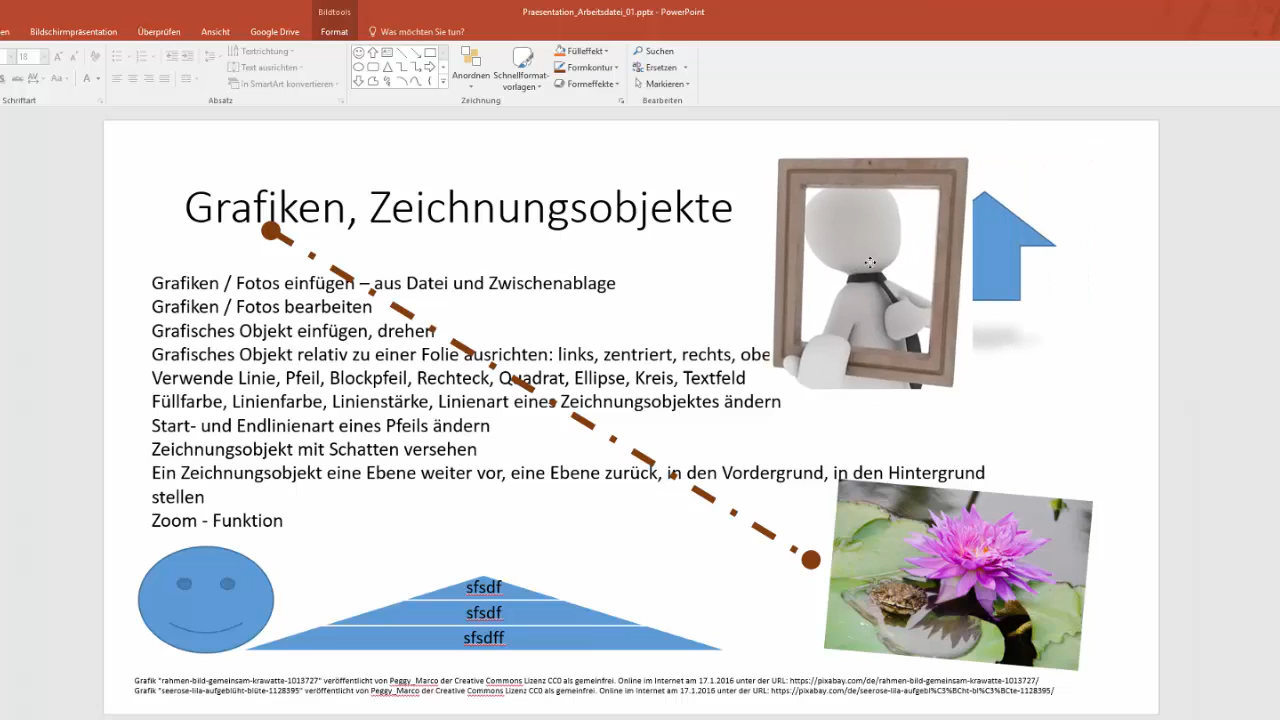 Bildtools
Praesentation_Arbeitsdatei_01.pptx - PowerPoint
en Bildschirmpräsentation Überprüfen Ansicht Google Drive Format Was möchten Sie tun?
18
Textrichtung
Text ausrichten
In SmartArt konvertieren
Anordnen
Schnellformat-
vorlagen
Fülleffekt
Formkontur
Formeffekte
Suchen
Ersetzen
Markieren
Schriftart Absatz Zeichnung Bearbeiten
Grafiken, Zeichnungsobjekte
Grafiken / Fotos einfügen – aus Datei und Zwischenablage
Grafiken / Fotos bearbeiten
Grafisches Objekt einfügen, drehen
Grafisches Objekt relativ zu einer Folie ausrichten: links, zentriert, rechts, obe
Verwende Linie, Pfeil, Blockpfeil, Rechteck, Quadrat, Ellipse, Kreis, Textfeld
Füllfarbe, Linienfarbe, Linienstärke, Linienart eines Zeichnungsobjektes ändern
Start- und Endlinienart eines Pfeils ändern
Zeichnungsobjekt mit Schatten versehen
Ein Zeichnungsobjekt eine Ebene weiter vor, eine Ebene zurück, in den Vordergrund, in den Hintergrund
stellen
Zoom - Funktion
sfsdf
sfsdf
sfsdff
Grafik "rahmen-bild-gemeinsam-krawatte-1013727" veröffentlicht von Peggy_Marco der Creative Commons Lizenz CC0 als gemeinfrei. Online im Internet am 17.1.2016 unter der URL: https://pixabay.com/de/rahmen-bild-gemeinsam-krawatte-1013727/
Grafik "seerose-lila-aufgeblüht-blüte-1128395" veröffentlicht von Peggy_Marco der Creative Commons Lizenz CC0 als gemeinfrei. Online im Internet am 17.1.2016 unter der URL: https://pixabay.com/de/seerose-lila-aufgebl%C3%BCht-bl%C3%BCte-1128395/